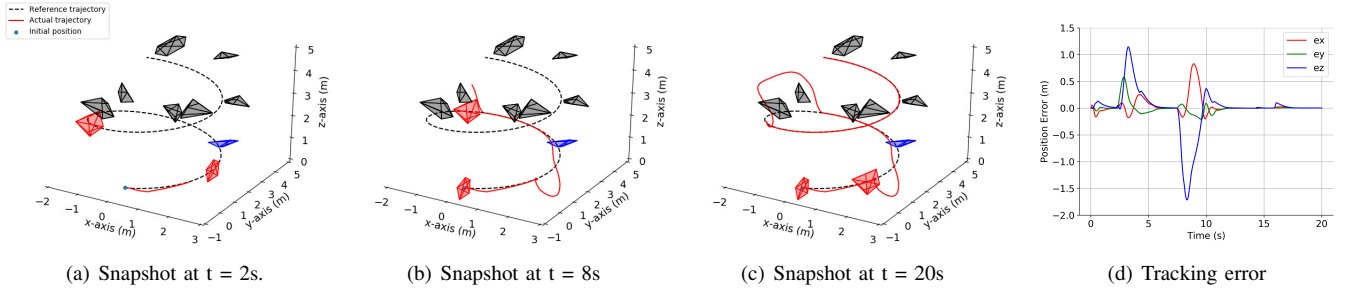 Reference trajectory
Actual trajectory
Initial position
5
4
3
2
1
0
z-axis (m)
−2
−1
0
1
2
3
x-axis (m)
−1
0
1
2
3
4
5
y-axis (m)
(a) Snapshot at t = 2s.
5
4
3
2
1
0
z-axis (m)
−2
−1
0
1
2
3
x-axis (m)
−1
0
1
2
3
4
5
y-axis (m)
(b) Snapshot at t = 8s
5
4
3
2
1
0
z-axis (m)
−2
−1
0
1
2
3
x-axis (m)
−1
0
1
2
3
4
5
y-axis (m)
(c) Snapshot at t = 20s
1.5
1.0
0.5
0.0
−0.5
−1.0
−1.5
−2.0
Position Error (m)
ex
ey
ez
0 5 10 15 20
Time (s)
(d) Tracking error